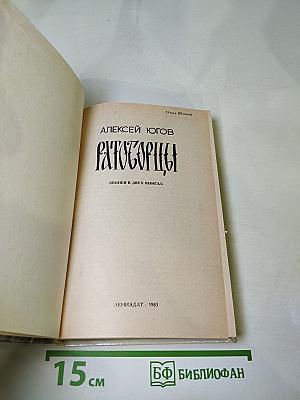 АЛЕКСЕЙ ЮГОВ
РАТОБОРЦЫ
ЭПОПЕЯ В ДВУХ КНИГАХ
ЛЕНИЗДАТ · 1983
15 см
БФ БИБЛИОФАН